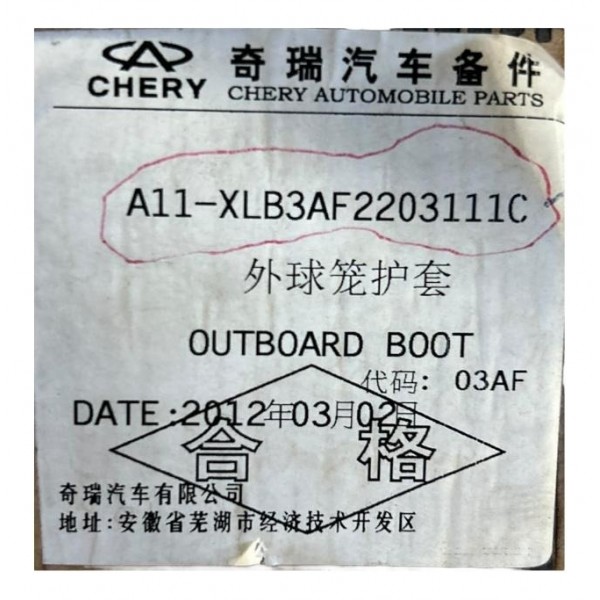 CHERY 奇瑞汽车备件
CHERY AUTOMOBILE PARTS
A11-XLB3AF2203111C
外球笼护套
OUTBOARD BOOT
代码: 03AF
DATE:2012年03月02日
合格
奇瑞汽车有限公司
地址:安徽省芜湖市经济技术开发区